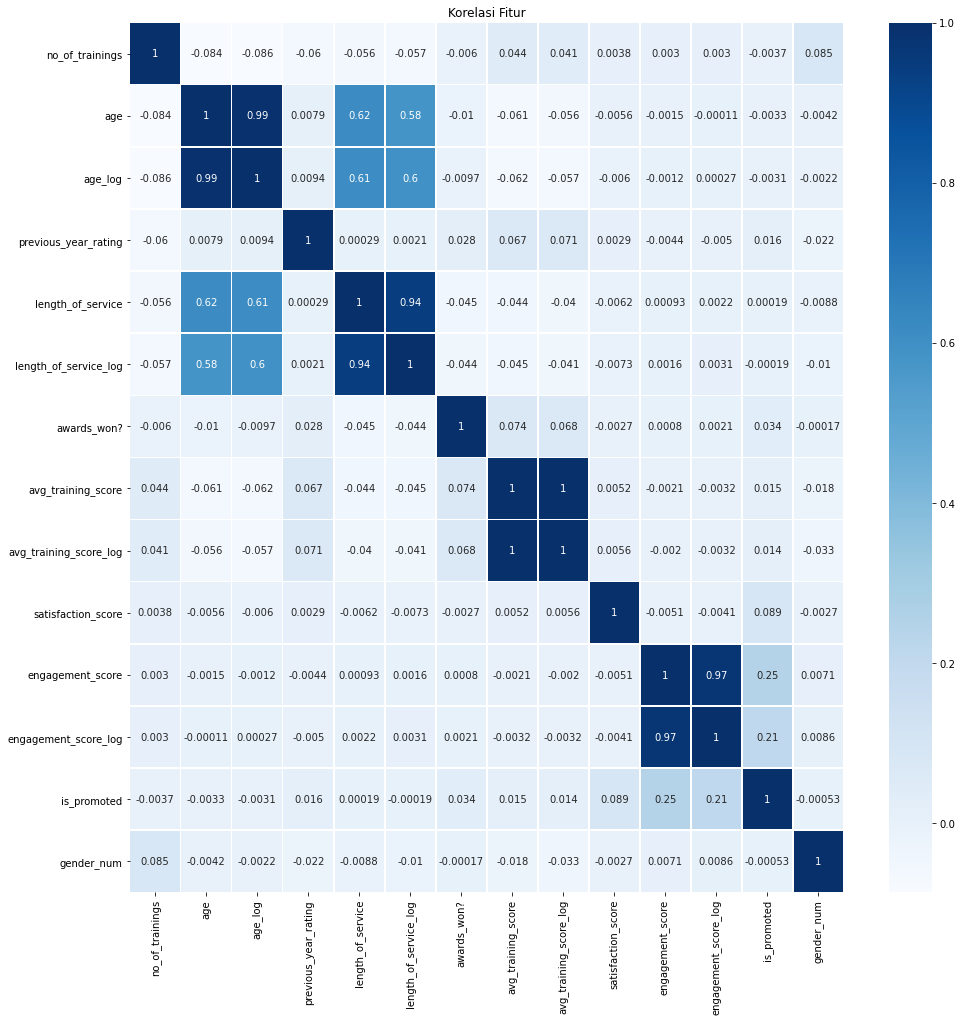 Korelasi Fitur
no_of_trainings 1 -0.084 -0.086 -0.06 -0.056 -0.057 -0.006 0.044 0.041 0.0038 0.003 0.003 -0.0037 0.085
age -0.084 1 0.99 0.0079 0.62 0.58 -0.01 -0.061 -0.056 -0.0056 -0.0015 -0.00011 -0.0033 -0.0042
age_log -0.086 0.99 1 0.0094 0.61 0.6 -0.0097 -0.062 -0.057 -0.006 -0.0012 0.00027 -0.0031 -0.0022
previous_year_rating -0.06 0.0079 0.0094 1 0.00029 0.0021 0.028 0.067 0.071 0.0029 -0.0044 -0.005 0.016 -0.022
length_of_service -0.056 0.62 0.61 0.00029 1 0.94 -0.045 -0.044 -0.04 -0.0062 0.00093 0.0022 0.00019 -0.0088
length_of_service_log -0.057 0.58 0.6 0.0021 0.94 1 -0.044 -0.045 -0.041 -0.0073 0.0016 0.0031 -0.00019 -0.01
awards_won? -0.006 -0.01 -0.0097 0.028 -0.045 -0.044 1 0.074 0.068 -0.0027 0.0008 0.0021 0.034 -0.00017
avg_training_score 0.044 -0.061 -0.062 0.067 -0.044 -0.045 0.074 1 1 0.0052 -0.0021 -0.0032 0.015 -0.018
avg_training_score_log 0.041 -0.056 -0.057 0.071 -0.04 -0.041 0.068 1 1 0.0056 -0.002 -0.0032 0.014 -0.033
satisfaction_score 0.0038 -0.0056 -0.006 0.0029 -0.0062 -0.0073 -0.0027 0.0052 0.0056 1 -0.0051 -0.0041 0.089 -0.0027
engagement_score 0.003 -0.0015 -0.0012 -0.0044 0.00093 0.0016 0.0008 -0.0021 -0.002 -0.0051 1 0.97 0.25 0.0071
engagement_score_log 0.003 -0.00011 0.00027 -0.005 0.0022 0.0031 0.0021 -0.0032 -0.0032 -0.0041 0.97 1 0.21 0.0086
is_promoted -0.0037 -0.0033 -0.0031 0.016 0.00019 -0.00019 0.034 0.015 0.014 0.089 0.25 0.21 1 -0.00053
gender_num 0.085 -0.0042 -0.0022 -0.022 -0.0088 -0.01 -0.00017 -0.018 -0.033 -0.0027 0.0071 0.0086 -0.00053 1
no_of_trainings
age
age_log
previous_year_rating
length_of_service
length_of_service_log
awards_won?
avg_training_score
avg_training_score_log
satisfaction_score
engagement_score
engagement_score_log
is_promoted
gender_num
1.0
0.8
0.6
0.4
0.2
0.0